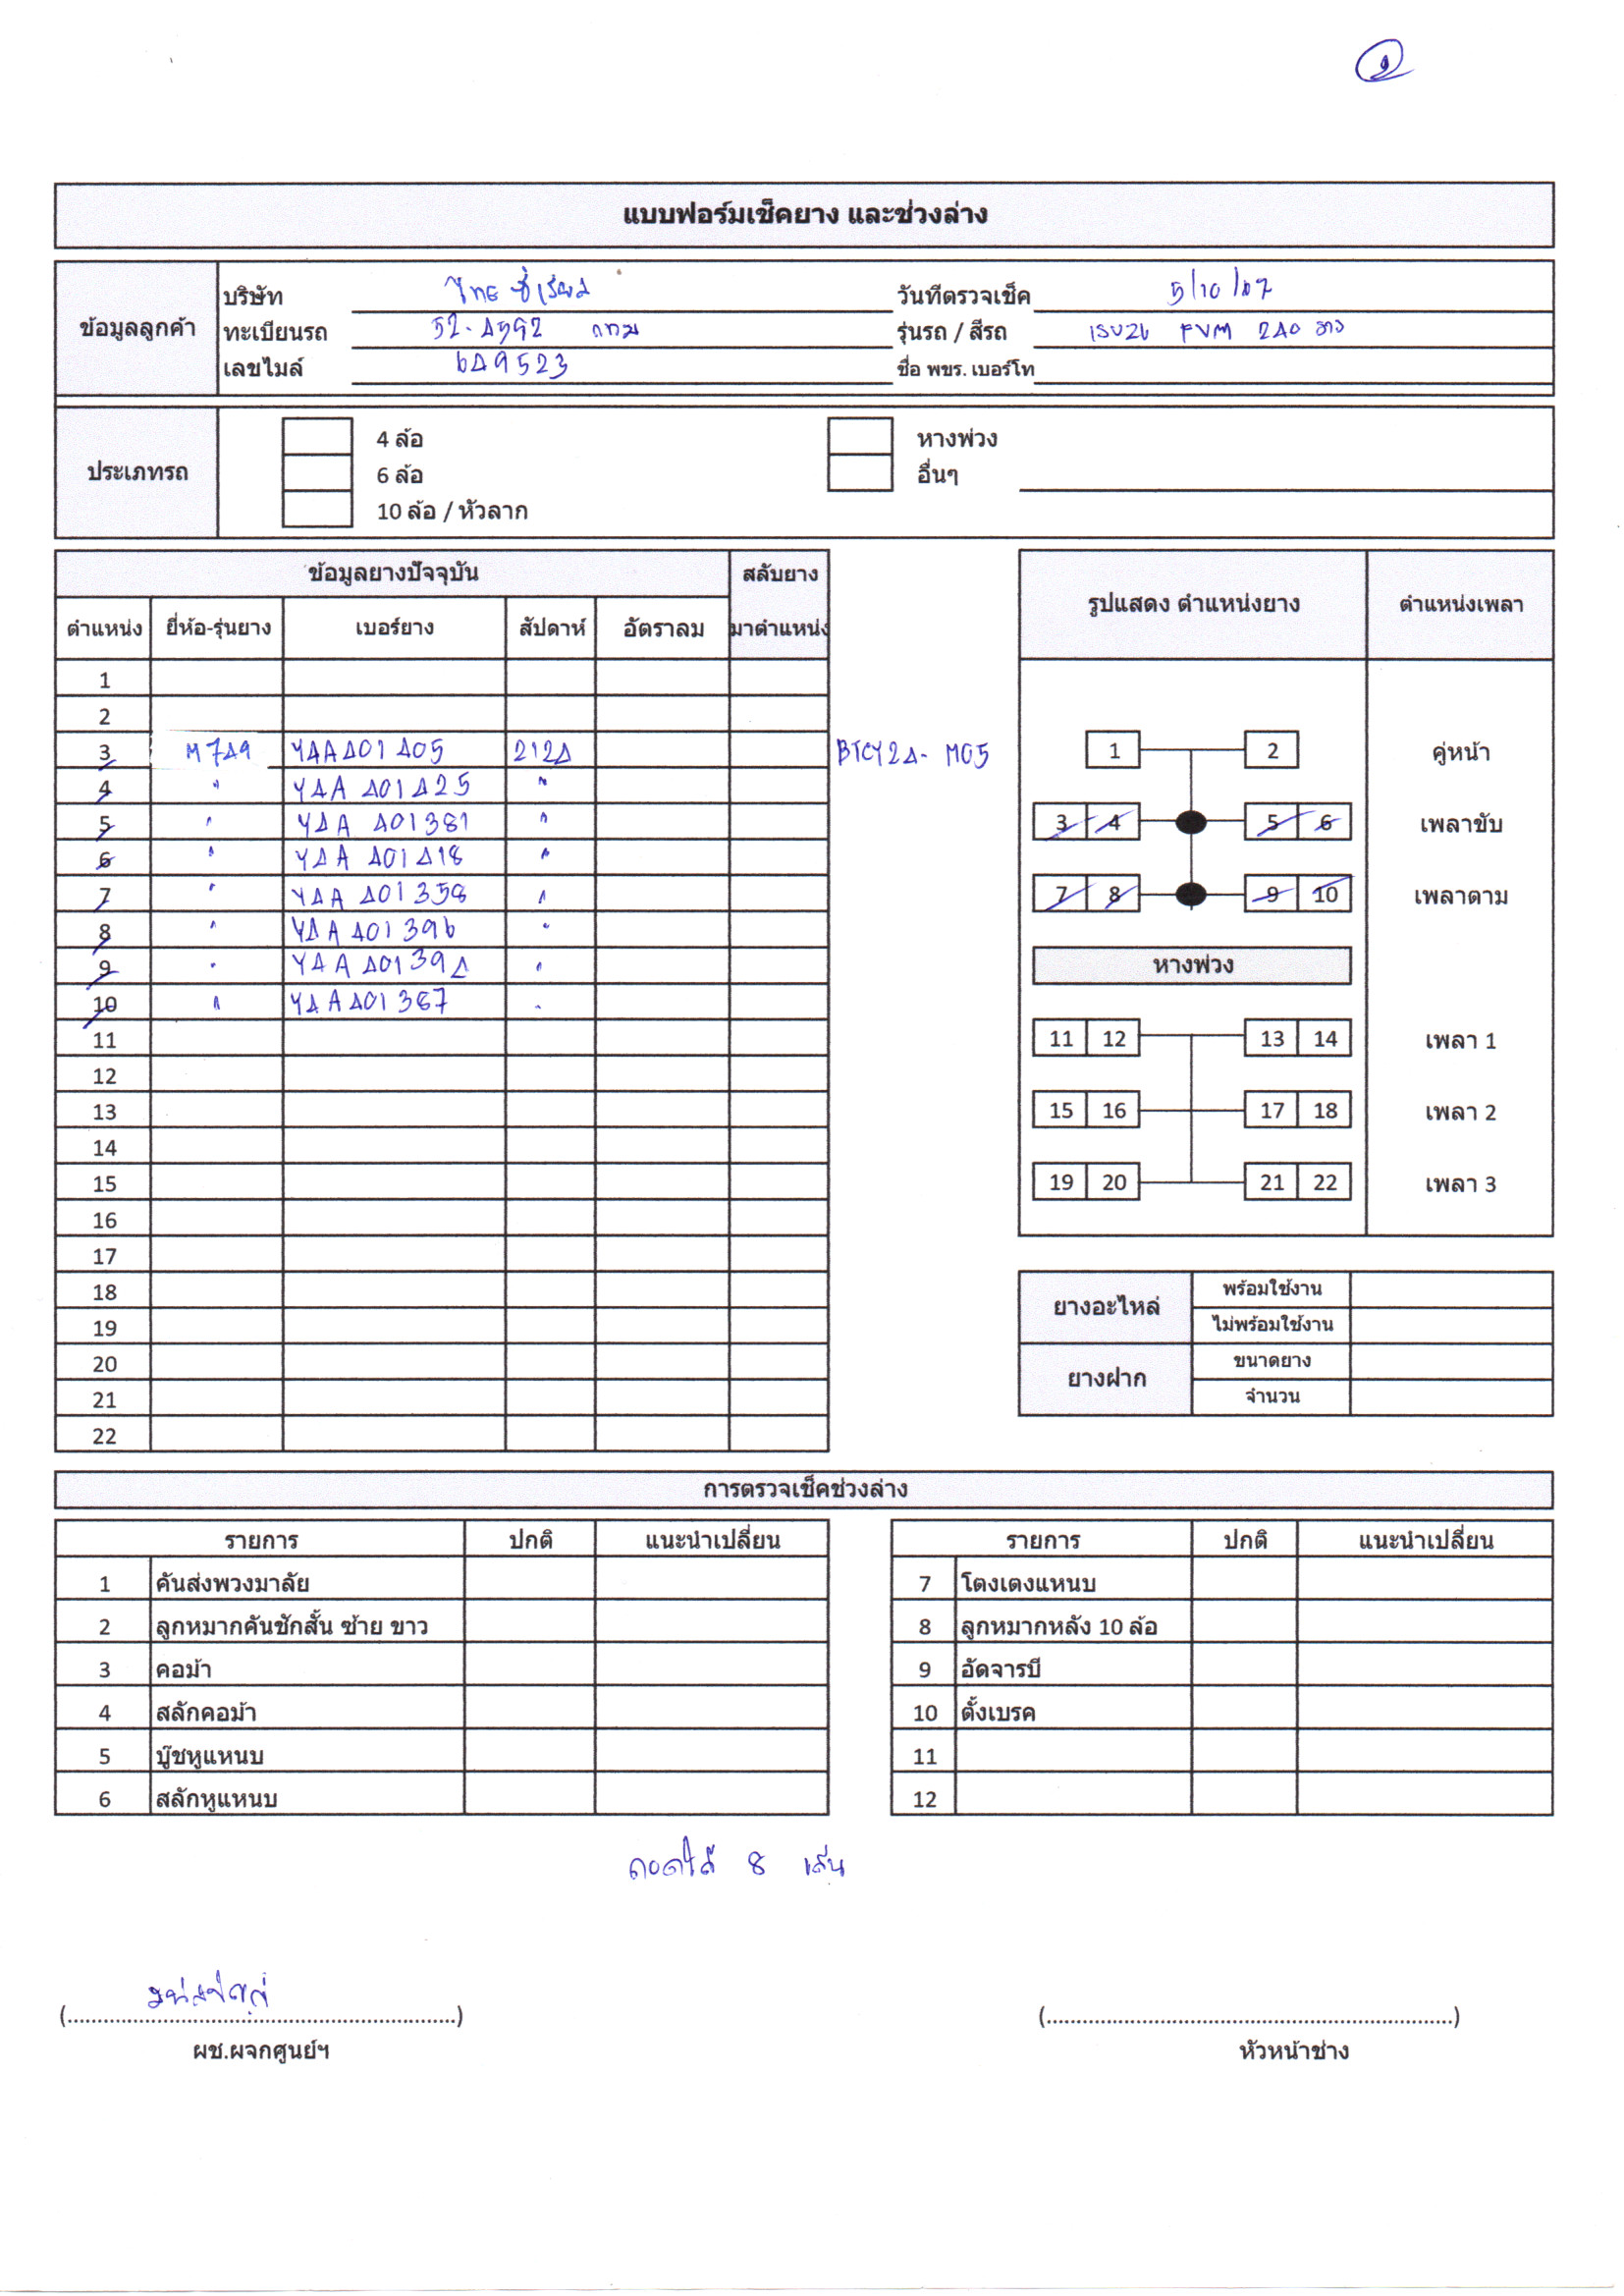 1
แบบฟอร์มเช็คยาง และช่วงล่าง
ข้อมูลลูกค้า
บริษัท ไทย ซีเรียล วันที่ตรวจเช็ค 5/10/67
ทะเบียนรถ 52-4592 กทม รุ่นรถ / สีรถ ISUZU FVM 240 ขาว
เลขไมล์ 649523 ชื่อ พขร. เบอร์โท
ประเภทรถ
4 ล้อ หางพ่วง
6 ล้อ อื่นๆ
10 ล้อ / หัวลาก
ข้อมูลยางปัจจุบัน สลับยาง
ตำแหน่ง ยี่ห้อ-รุ่นยาง เบอร์ยาง สัปดาห์ อัตราลม มาตำแหน่ง
1
2
3 M749 Y4A401405 2124 BTCY24-M05
4 " Y4A 401425 "
5 " Y4A 401381 "
6 " Y4A 401418 "
7 " Y4A 401358 "
8 " Y4A 401396 "
9 " Y4A 401394 "
10 " Y4A401387 "
11
12
13
14
15
16
17
18
19
20
21
22
รูปแสดง ตำแหน่งยาง ตำแหน่งเพลา
1 2 คู่หน้า
3 4 5 6 เพลาขับ
7 8 9 10 เพลาตาม
หางพ่วง
11 12 13 14 เพลา 1
15 16 17 18 เพลา 2
19 20 21 22 เพลา 3
ยางอะไหล่ พร้อมใช้งาน
ไม่พร้อมใช้งาน
ยางฝาก ขนาดยาง
จำนวน
การตรวจเช็คช่วงล่าง
รายการ ปกติ แนะนำเปลี่ยน รายการ ปกติ แนะนำเปลี่ยน
1 คันส่งพวงมาลัย 7 โตงเตงแหนบ
2 ลูกหมากคันชักสั้น ซ้าย ขาว 8 ลูกหมากหลัง 10 ล้อ
3 คอม้า 9 อัดจารบี
4 สลักคอม้า 10 ตั้งเบรค
5 บู๊ชหูแหนบ 11
6 สลักหูแหนบ 12
ถอดได้ 8 เส้น
(..................................................................) (..................................................................)
ผช.ผจกศูนย์ฯ หัวหน้าช่าง